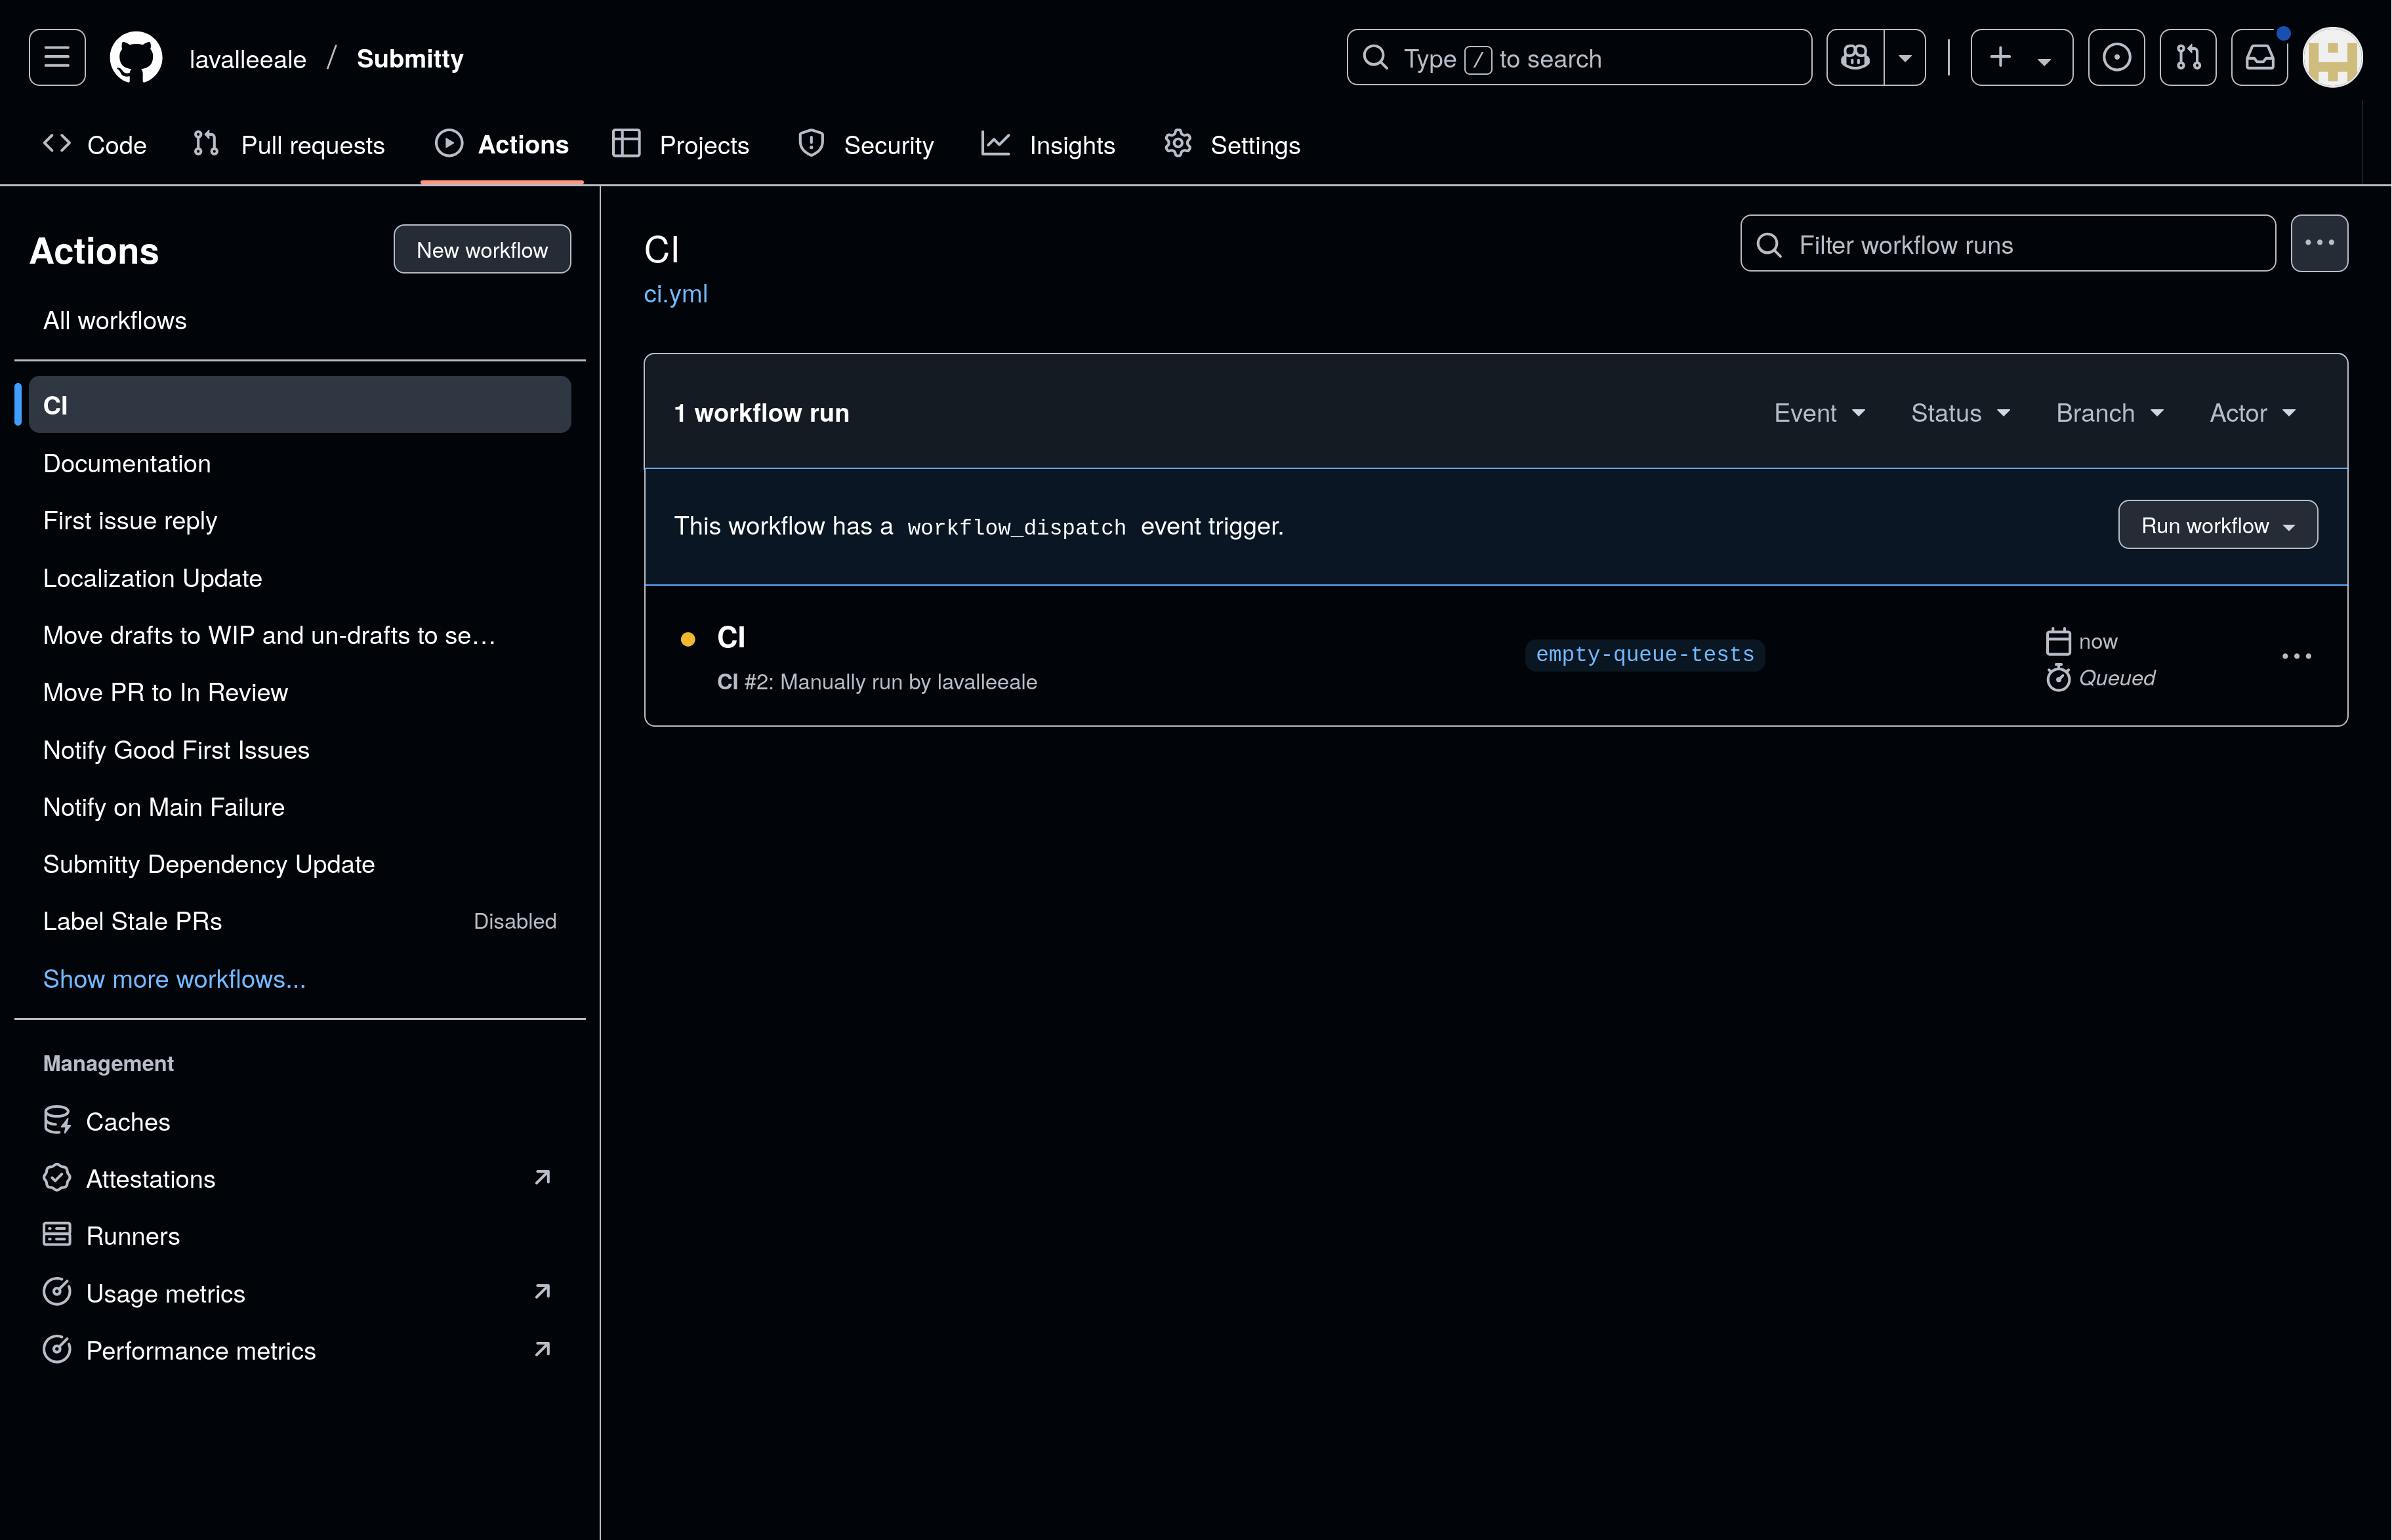 lavalleeale / Submitty
Type / to search
Code
Pull requests
Actions
Projects
Security
Insights
Settings
Actions
New workflow
All workflows
CI
Documentation
First issue reply
Localization Update
Move drafts to WIP and un-drafts to se...
Move PR to In Review
Notify Good First Issues
Notify on Main Failure
Submitty Dependency Update
Label Stale PRs Disabled
Show more workflows...
Management
Caches
Attestations
Runners
Usage metrics
Performance metrics
CI
ci.yml
Filter workflow runs
1 workflow run
Event
Status
Branch
Actor
This workflow has a workflow_dispatch event trigger.
Run workflow
CI
CI #2: Manually run by lavalleeale
empty-queue-tests
now
Queued